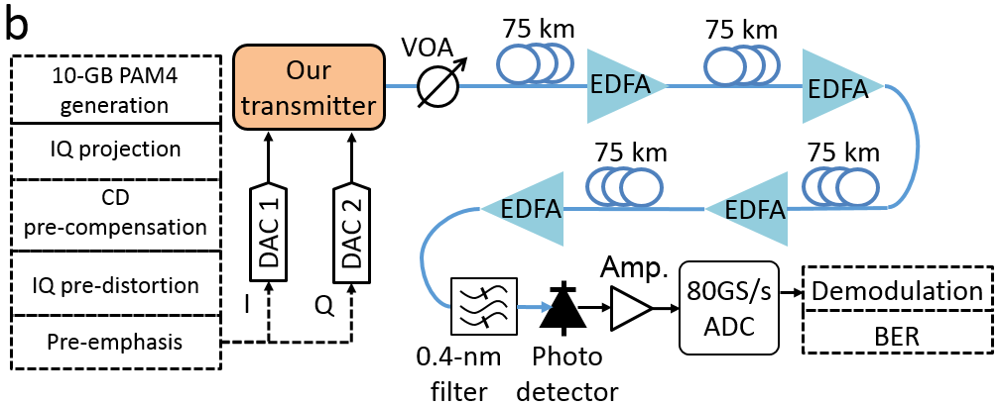 b
10-GB PAM4
generation
IQ projection
CD
pre-compensation
IQ pre-distortion
Pre-emphasis
Our
transmitter
DAC 1
DAC 2
I
Q
VOA
75 km
EDFA
75 km
EDFA
75 km
EDFA
75 km
EDFA
0.4-nm
filter
Photo
detector
Amp.
80GS/s
ADC
Demodulation
BER